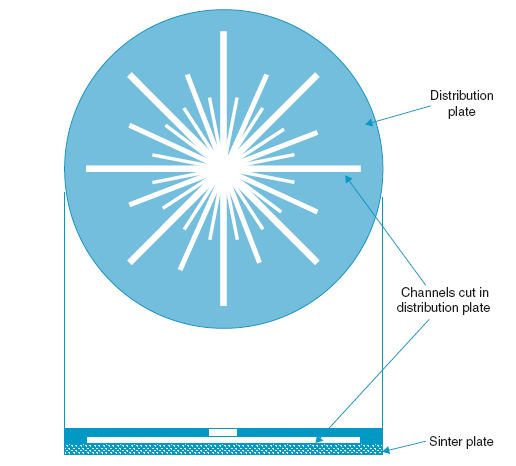 Distribution
plate
Channels cut in
distribution plate
Sinter plate